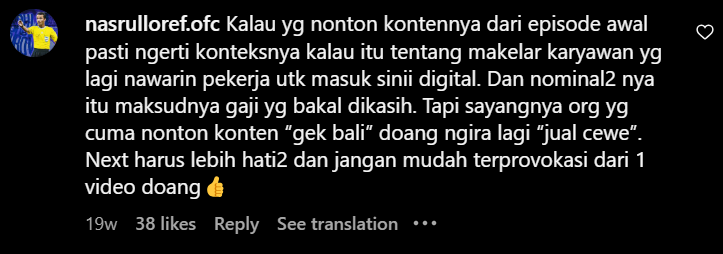 nasrulloref.ofc Kalau yg nonton kontennya dari episode awal
pasti ngerti konteksnya kalau itu tentang makelar karyawan yg
lagi nawarin pekerja utk masuk sinii digital. Dan nominal2 nya
itu maksudnya gaji yg bakal dikasih. Tapi sayangnya org yg
cuma nonton konten “gek bali” doang ngira lagi “jual cewe”.
Next harus lebih hati2 dan jangan mudah terprovokasi dari 1
video doang👍
19w 38 likes Reply See translation •••